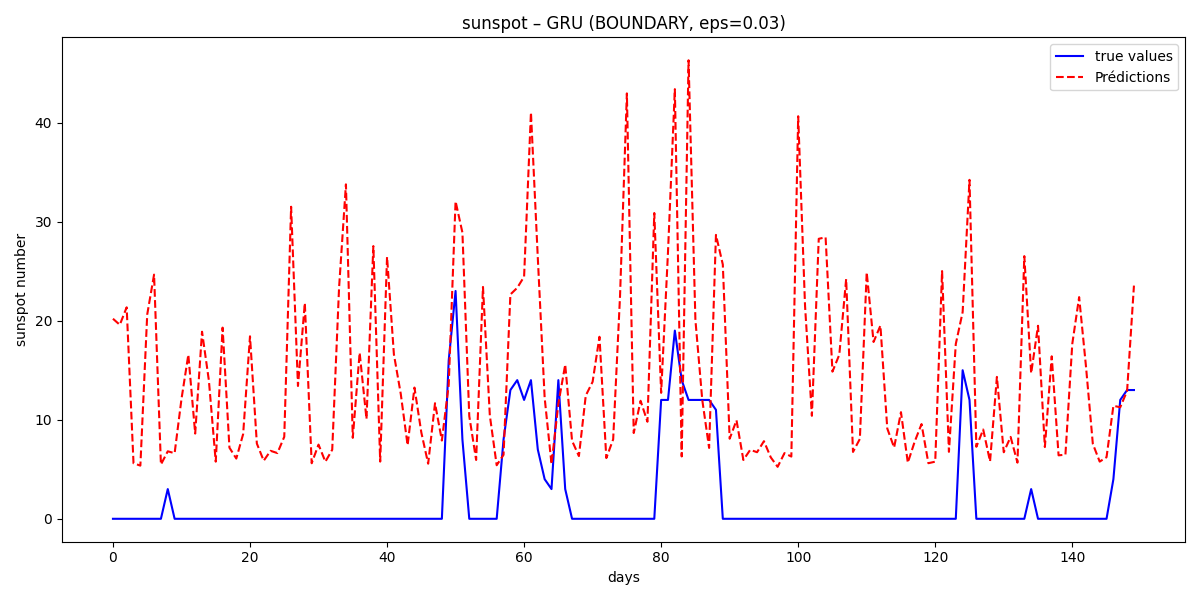 sunspot – GRU (BOUNDARY, eps=0.03)
true values
Prédictions
sunspot number
40
30
20
10
0
0 20 40 60 80 100 120 140
days